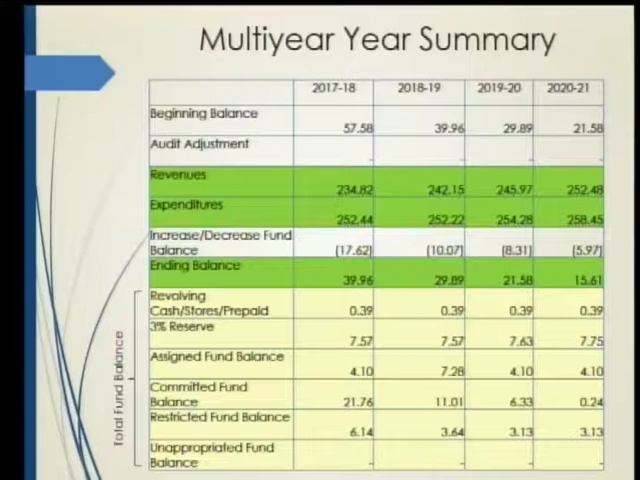 Multiyear Year Summary
2017-18 2018-19 2019-20 2020-21
Beginning Balance 57.58 39.96 29.89 21.58
Audit Adjustment - - - -
Revenues 234.82 242.15 245.97 252.48
Expenditures 252.44 252.22 254.28 258.45
Increase/Decrease Fund
Balance (17.62) (10.07) (8.31) (5.97)
Ending Balance 39.96 29.89 21.58 15.61
Revolving
Cash/Stores/Prepaid 0.39 0.39 0.39 0.39
3% Reserve 7.57 7.57 7.63 7.75
Assigned Fund Balance 4.10 7.28 4.10 4.10
Committed Fund
Balance 21.76 11.01 6.33 0.24
Restricted Fund Balance 6.14 3.64 3.13 3.13
Unappropriated Fund
Balance - - - -
Total Fund Balance